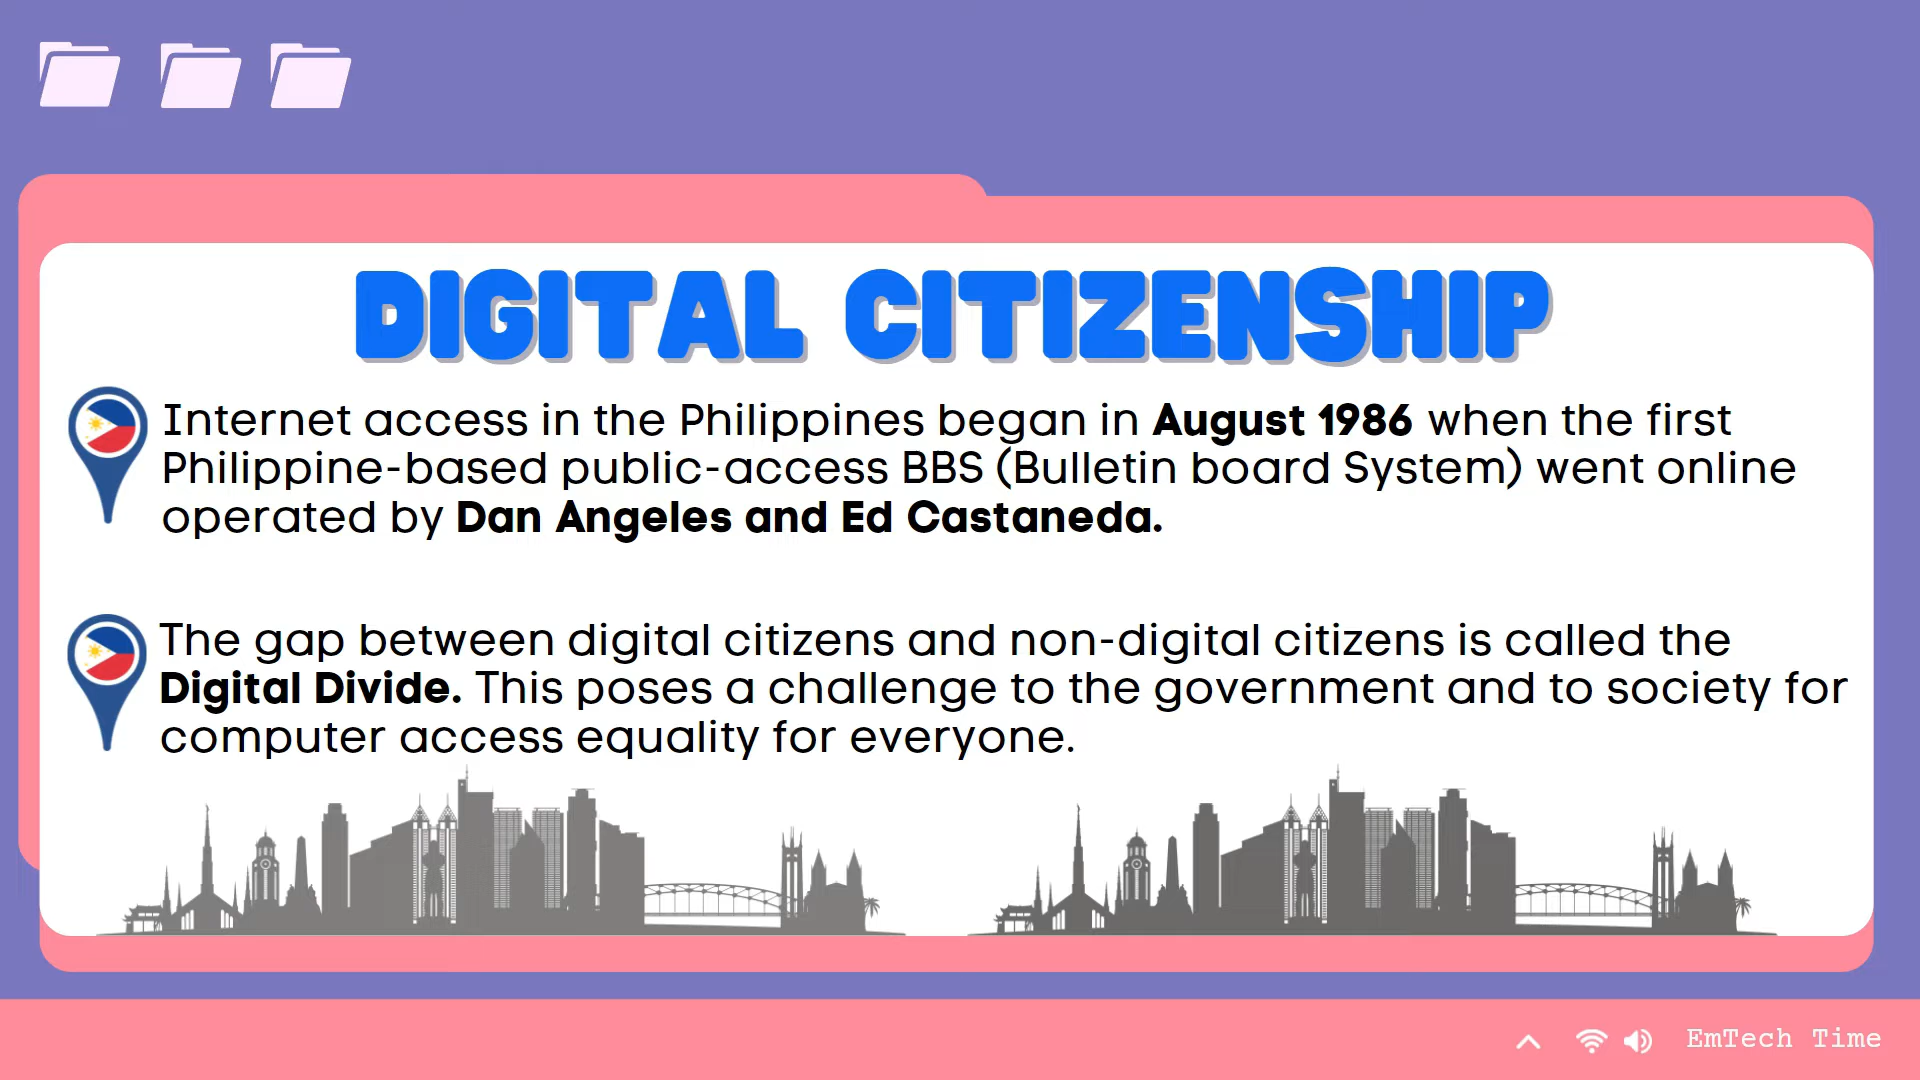 DIGITAL CITIZENSHIP
Internet access in the Philippines began in August 1986 when the first
Philippine-based public-access BBS (Bulletin board System) went online
operated by Dan Angeles and Ed Castaneda.
The gap between digital citizens and non-digital citizens is called the
Digital Divide. This poses a challenge to the government and to society for
computer access equality for everyone.
EmTech Time